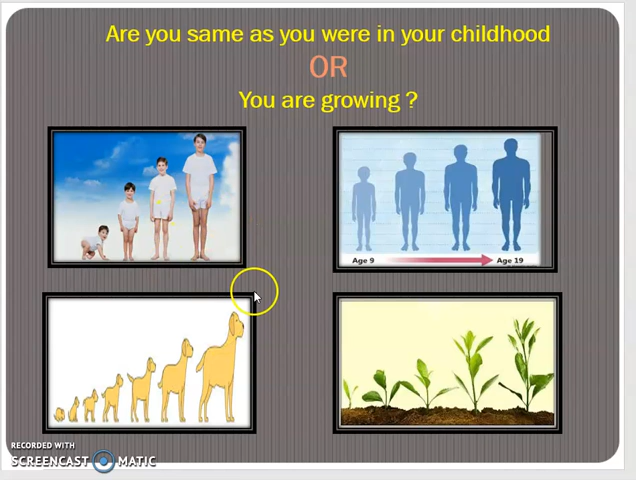 Are you same as you were in your childhood
OR
You are growing ?
Age 9
Age 19
RECORDED WITH
SCREENCAST MATIC